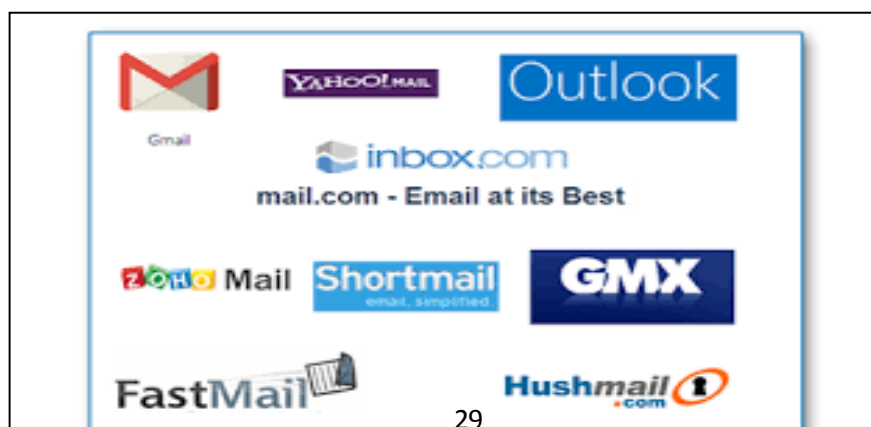 YAHOO! MAIL
Outlook
Gmail
inbox.com
mail.com - Email at its Best
ZOHO Mail
Shortmail
email, simplified.
GMX
FastMail
Hushmail
.com
29